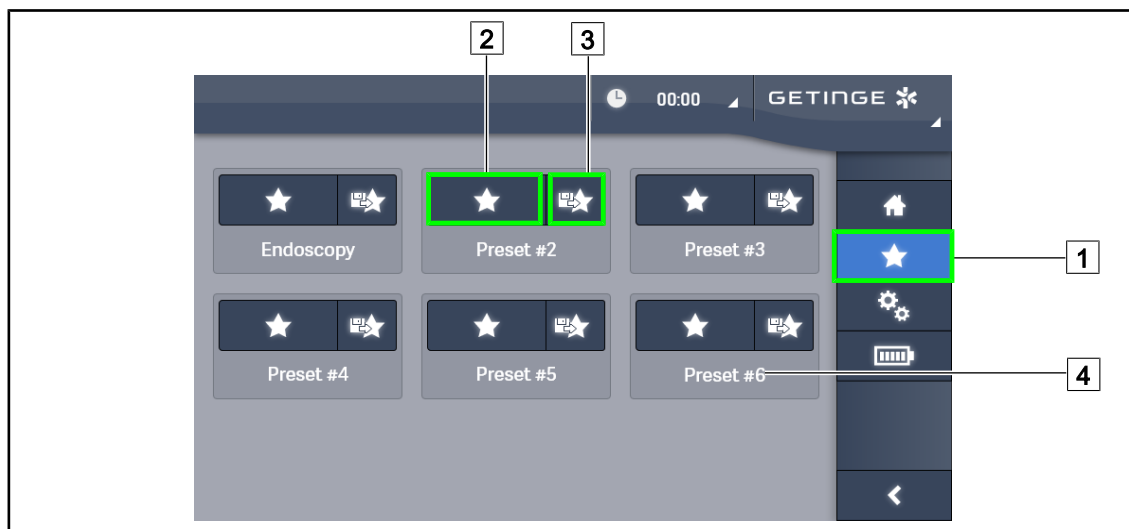 2 3
00:00 GETINGE
Endoscopy Preset #2 Preset #3
1
Preset #4 Preset #5 Preset #6
4